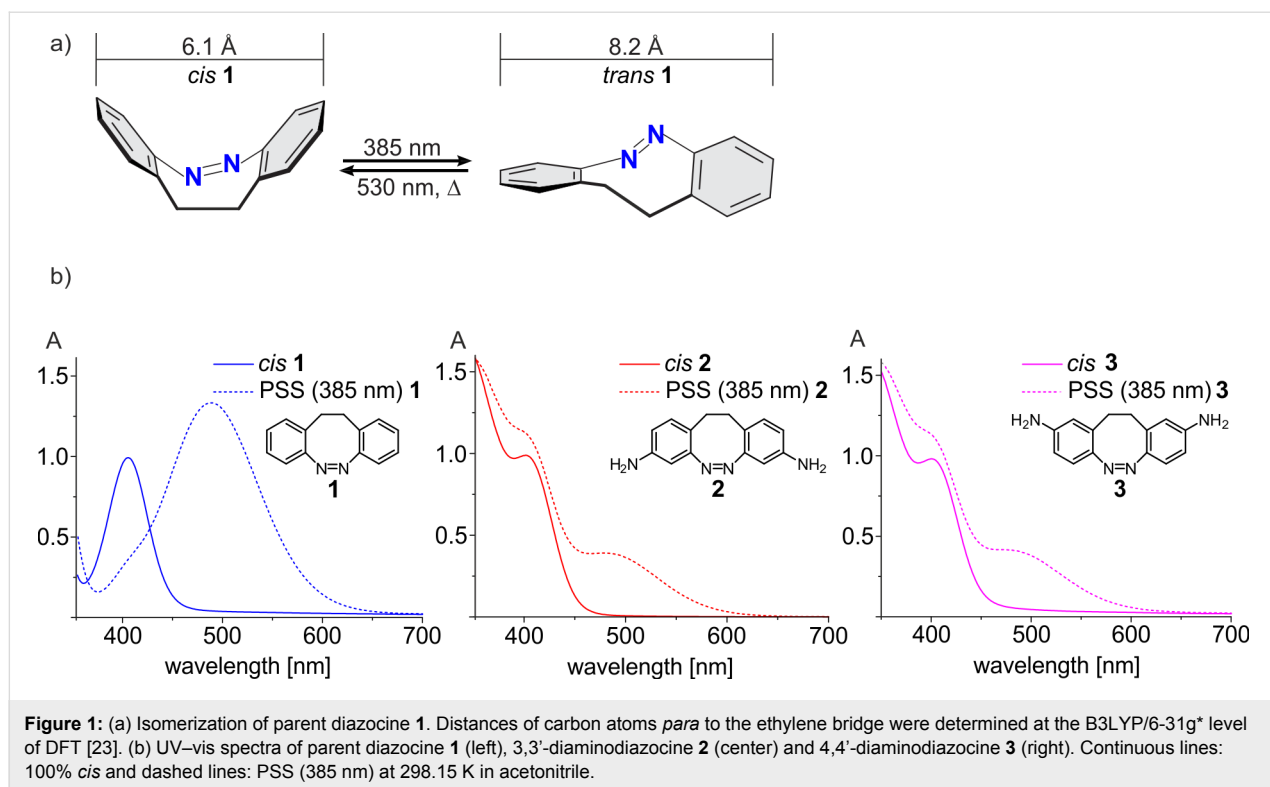 a)
6.1 Å
cis 1
8.2 Å
trans 1
N
N
385 nm
530 nm, Δ
N
N
b)
A
cis 1
PSS (385 nm) 1
1.5
1.0
0.5
N=N
1
400 500 600 700
wavelength [nm]
A
cis 2
PSS (385 nm) 2
1.5
1.0
0.5
H₂N
N=N
NH₂
2
400 500 600 700
wavelength [nm]
A
cis 3
PSS (385 nm) 3
1.5
1.0
0.5
H₂N
NH₂
N=N
3
400 500 600 700
wavelength [nm]
Figure 1: (a) Isomerization of parent diazocine 1. Distances of carbon atoms para to the ethylene bridge were determined at the B3LYP/6-31g* level
of DFT [23]. (b) UV–vis spectra of parent diazocine 1 (left), 3,3’-diaminodiazocine 2 (center) and 4,4’-diaminodiazocine 3 (right). Continuous lines:
100% cis and dashed lines: PSS (385 nm) at 298.15 K in acetonitrile.